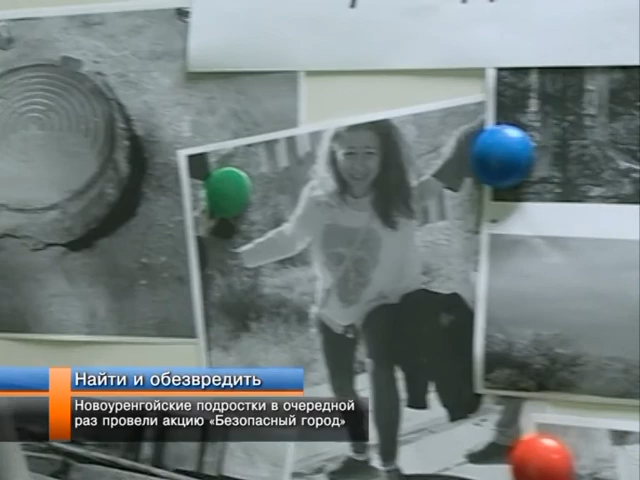 Найти и обезвредить
Новоуренгойские подростки в очередной
раз провели акцию «Безопасный город»